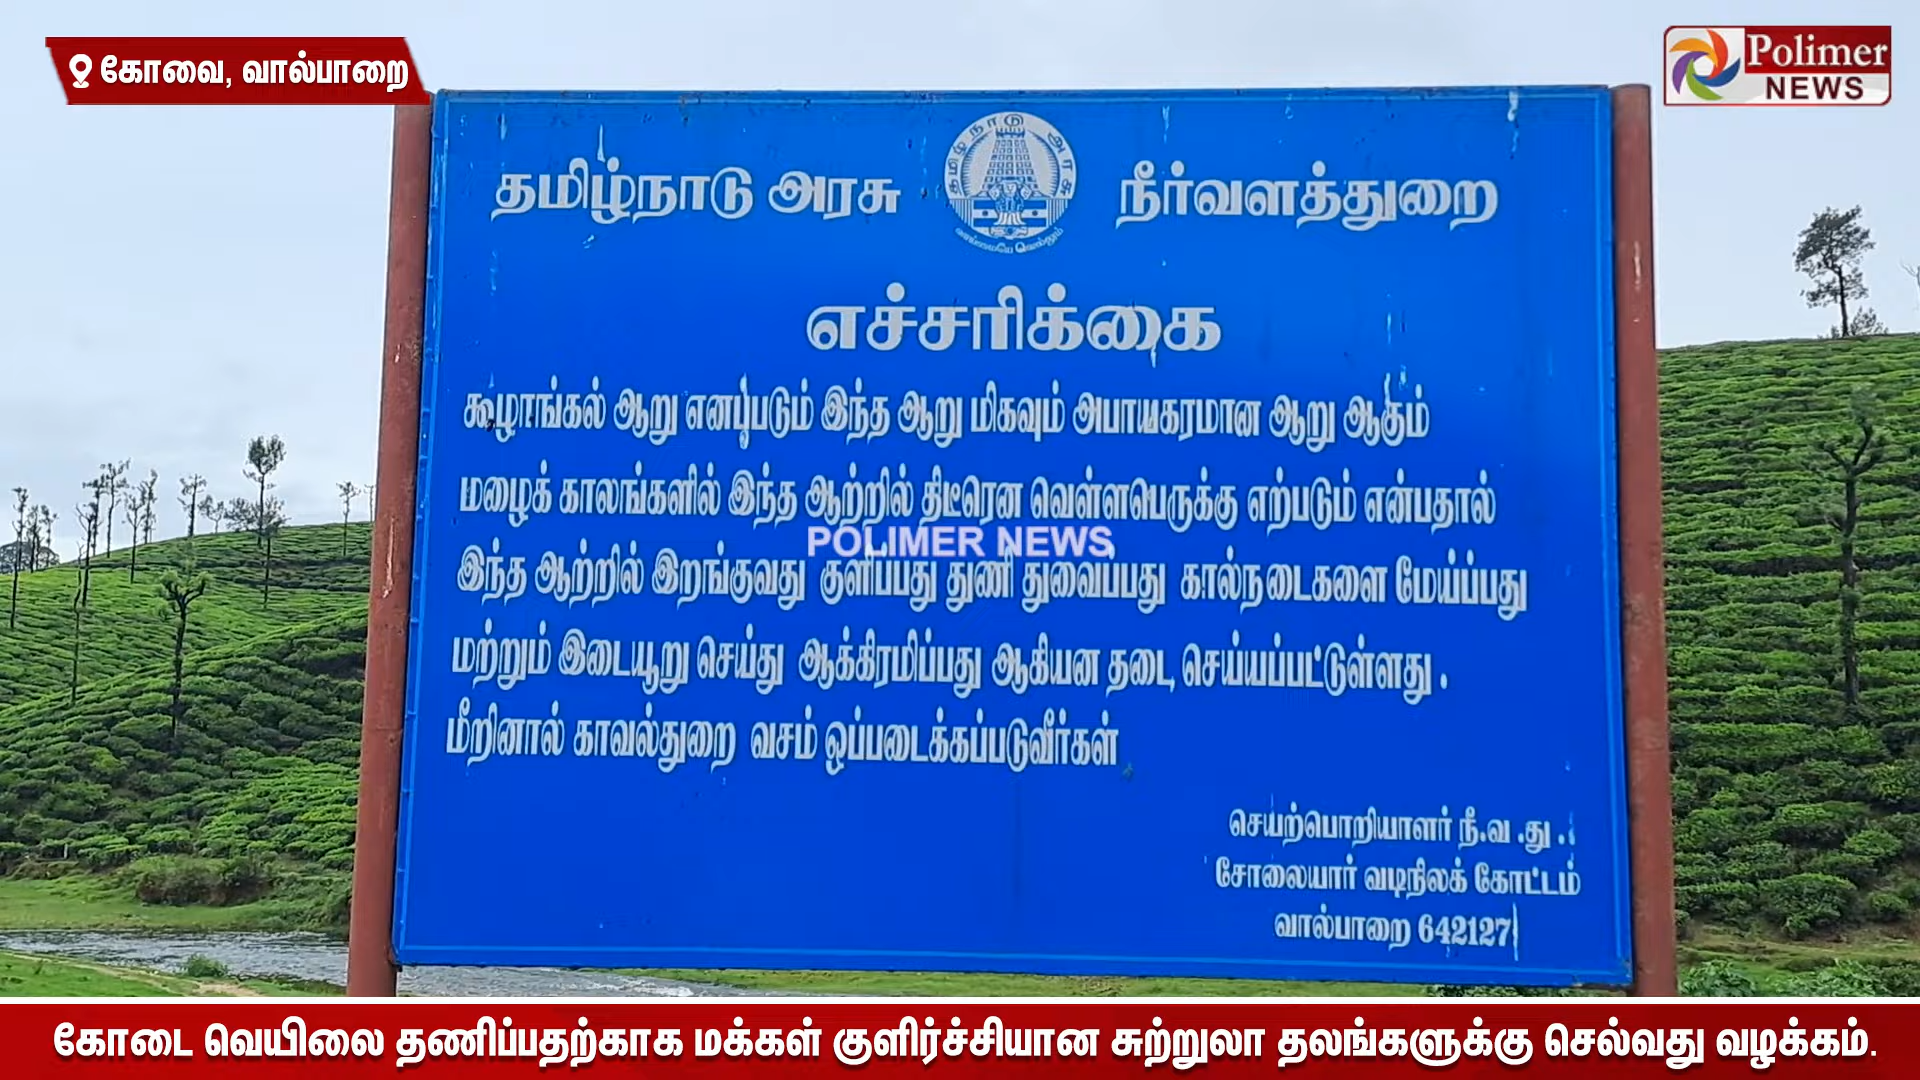 கோவை, வால்பாறை
Polimer
NEWS
தமிழ்நாடு அரசு
தமிழ் நாடு அரசு
வாய்மையே வெல்லும்
நீர்வளத்துறை
எச்சரிக்கை
கூழாங்கல் ஆறு எனப்படும் இந்த ஆறு மிகவும் அபாயகரமான ஆறு ஆகும்
மழைக் காலங்களில் இந்த ஆற்றில் திடீரென வெள்ளபெருக்கு ஏற்படும் என்பதால்
POLIMER NEWS
இந்த ஆற்றில் இறங்குவது குளிப்பது துணி துவைப்பது கால்நடைகளை மேய்ப்பது
மற்றும் இடையூறு செய்து ஆக்கிரமிப்பது ஆகியன தடை செய்யப்பட்டுள்ளது .
மீறினால் காவல்துறை வசம் ஒப்படைக்கப்படுவீர்கள்
செயற்பொறியாளர் நீ.வ .து .
சோலையார் வடிநிலக் கோட்டம்
வால்பாறை 642127
கோடை வெயிலை தணிப்பதற்காக மக்கள் குளிர்ச்சியான சுற்றுலா தலங்களுக்கு செல்வது வழக்கம்.